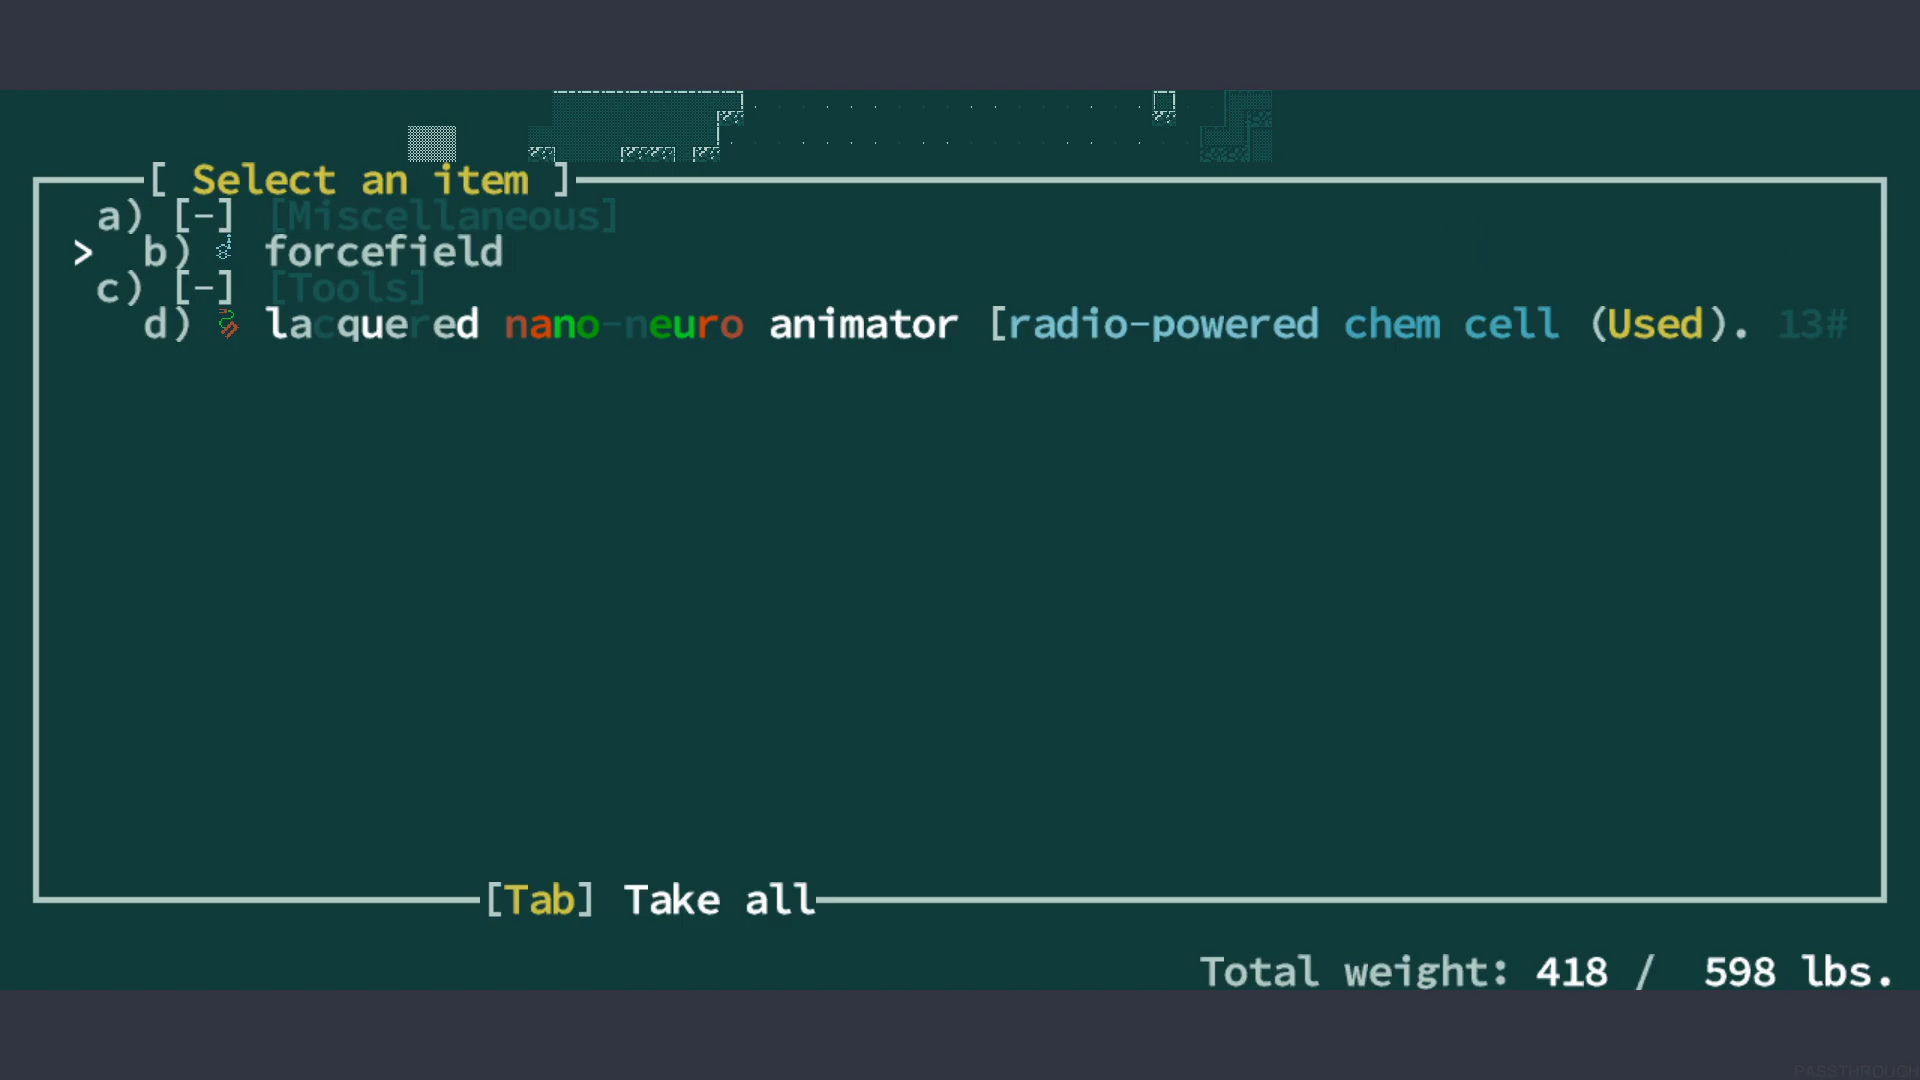 [ Select an item ]
a) [-] [Miscellaneous]
> b) forcefield
c) [-] [Tools]
d) lacquered nano-neuro animator [radio-powered chem cell (Used). 13#
[Tab] Take all
Total weight: 418 / 598 lbs.
PASSTHROUGH